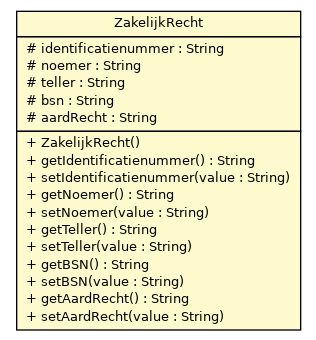 ZakelijkRecht
# identificatienummer : String
# noemer : String
# teller : String
# bsn : String
# aardRecht : String
+ ZakelijkRecht()
+ getIdentificatienummer() : String
+ setIdentificatienummer(value : String)
+ getNoemer() : String
+ setNoemer(value : String)
+ getTeller() : String
+ setTeller(value : String)
+ getBSN() : String
+ setBSN(value : String)
+ getAardRecht() : String
+ setAardRecht(value : String)